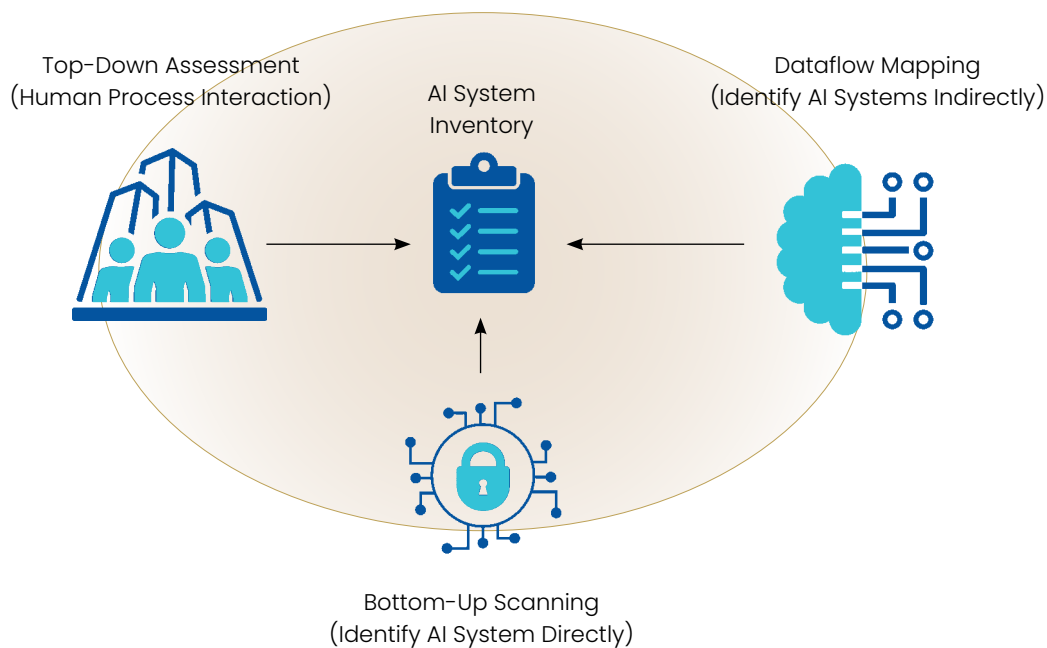 Top-Down Assessment
(Human Process Interaction)
AI System
Inventory
Dataflow Mapping
(Identify AI Systems Indirectly)
Bottom-Up Scanning
(Identify AI System Directly)